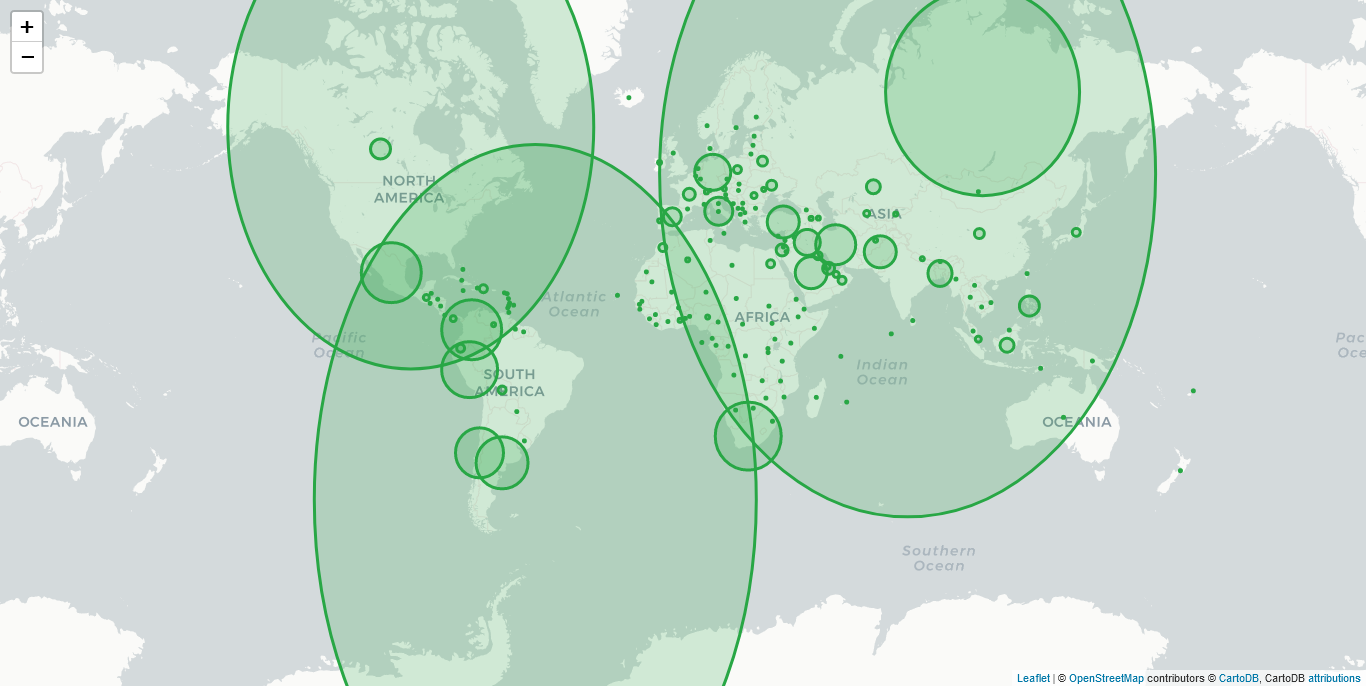 +
−
NORTH
AMERICA
ASIA
Atlantic
Ocean
AFRICA
Pacific
Ocean
Pac
Oce
Indian
Ocean
SOUTH
AMERICA
OCEANIA
OCEANIA
Southern
Ocean
Leaflet | © OpenStreetMap contributors © CartoDB, CartoDB attributions